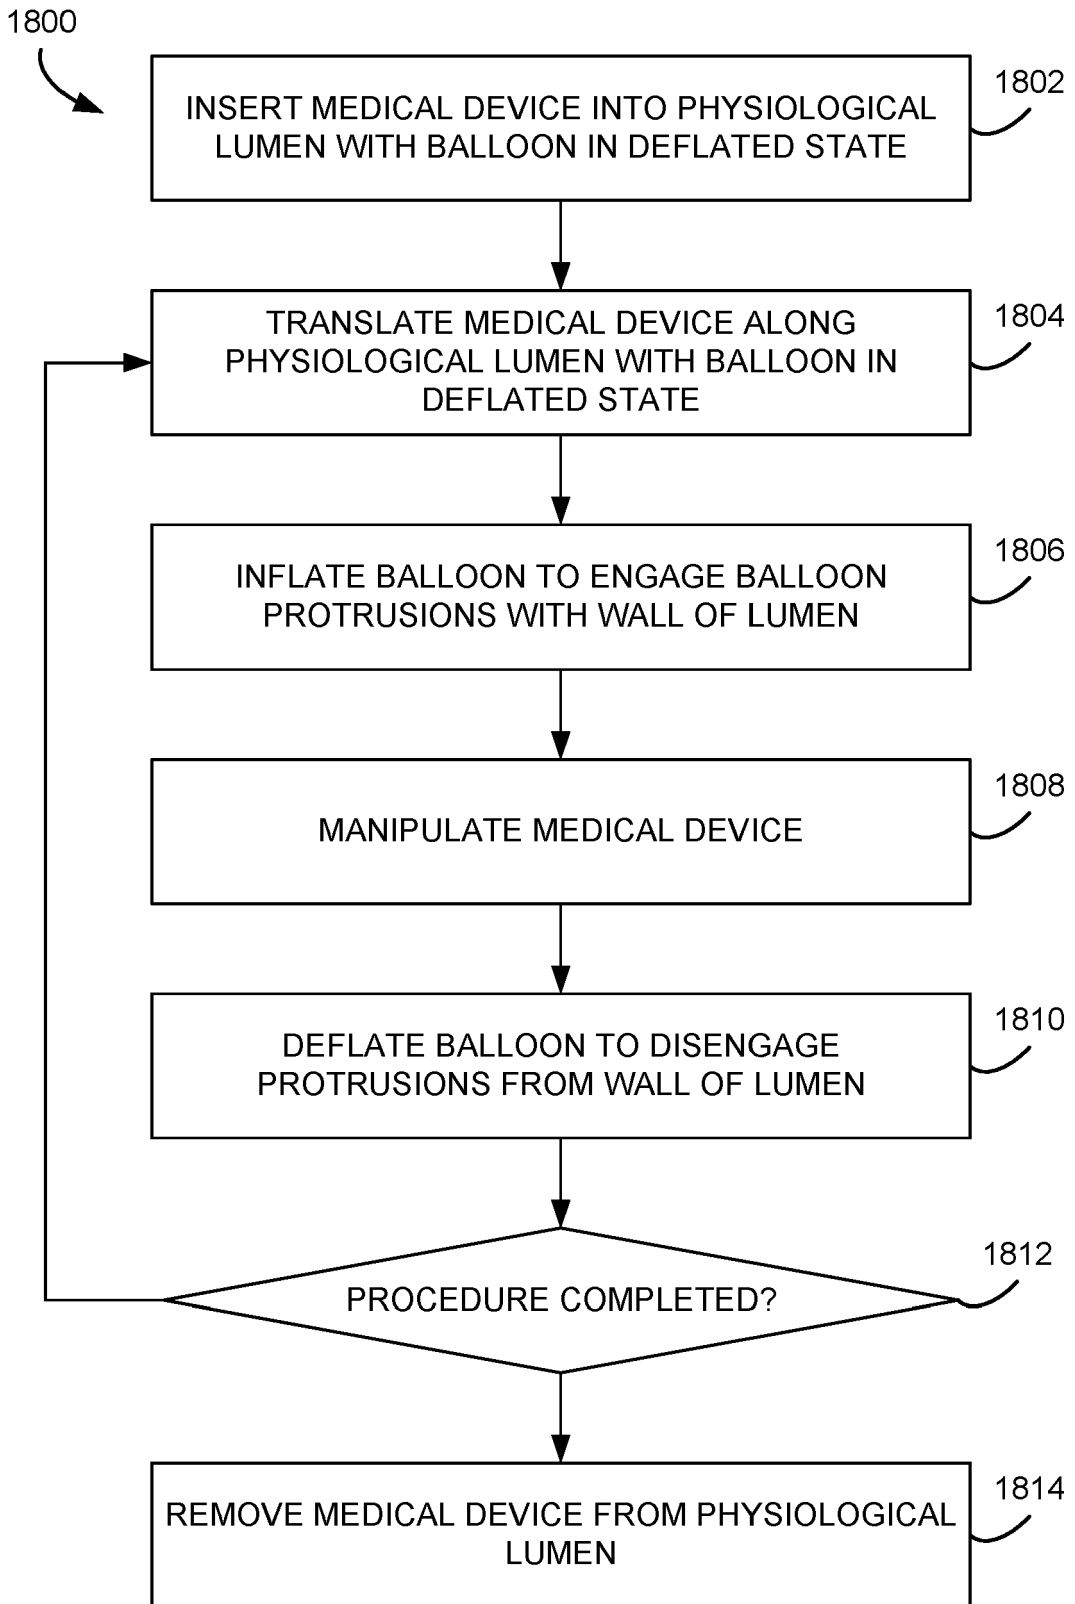 1800
1802
INSERT MEDICAL DEVICE INTO PHYSIOLOGICAL
LUMEN WITH BALLOON IN DEFLATED STATE
1804
TRANSLATE MEDICAL DEVICE ALONG
PHYSIOLOGICAL LUMEN WITH BALLOON IN
DEFLATED STATE
1806
INFLATE BALLOON TO ENGAGE BALLOON
PROTRUSIONS WITH WALL OF LUMEN
1808
MANIPULATE MEDICAL DEVICE
1810
DEFLATE BALLOON TO DISENGAGE
PROTRUSIONS FROM WALL OF LUMEN
1812
PROCEDURE COMPLETED?
1814
REMOVE MEDICAL DEVICE FROM PHYSIOLOGICAL
LUMEN